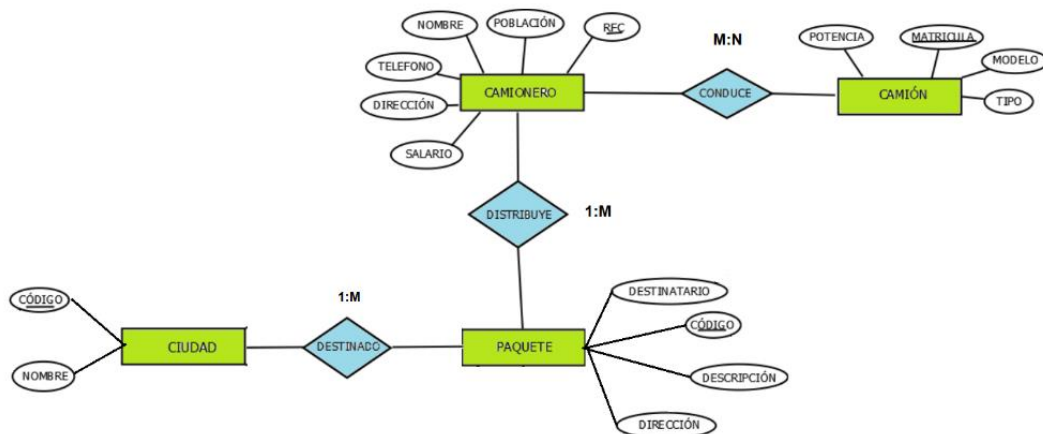 NOMBRE
POBLACIÓN
RFC
TELEFONO
DIRECCIÓN
SALARIO
CAMIONERO
M:N
CONDUCE
POTENCIA
MATRICULA
MODELO
TIPO
CAMIÓN
DISTRIBUYE
1:M
CÓDIGO
NOMBRE
CIUDAD
1:M
DESTINADO
PAQUETE
DESTINATARIO
CÓDIGO
DESCRIPCIÓN
DIRECCIÓN